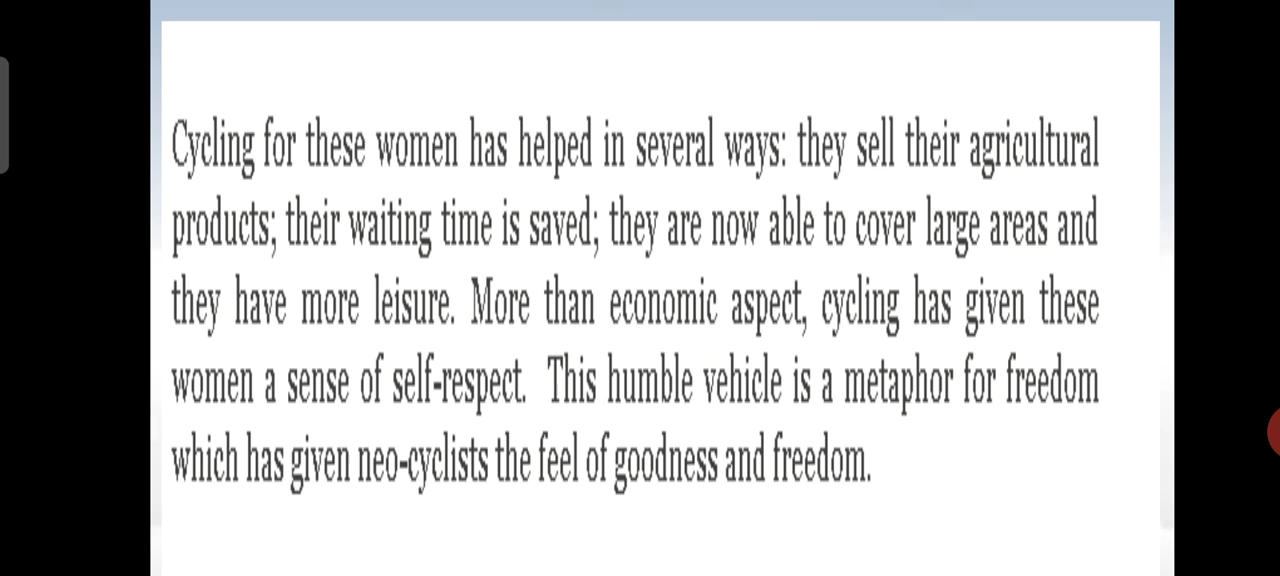 Cycling for these women has helped in several ways: they sell their agricultural
products; their waiting time is saved; they are now able to cover large areas and
they have more leisure. More than economic aspect, cycling has given these
women a sense of self-respect. This humble vehicle is a metaphor for freedom
which has given neo-cyclists the feel of goodness and freedom.